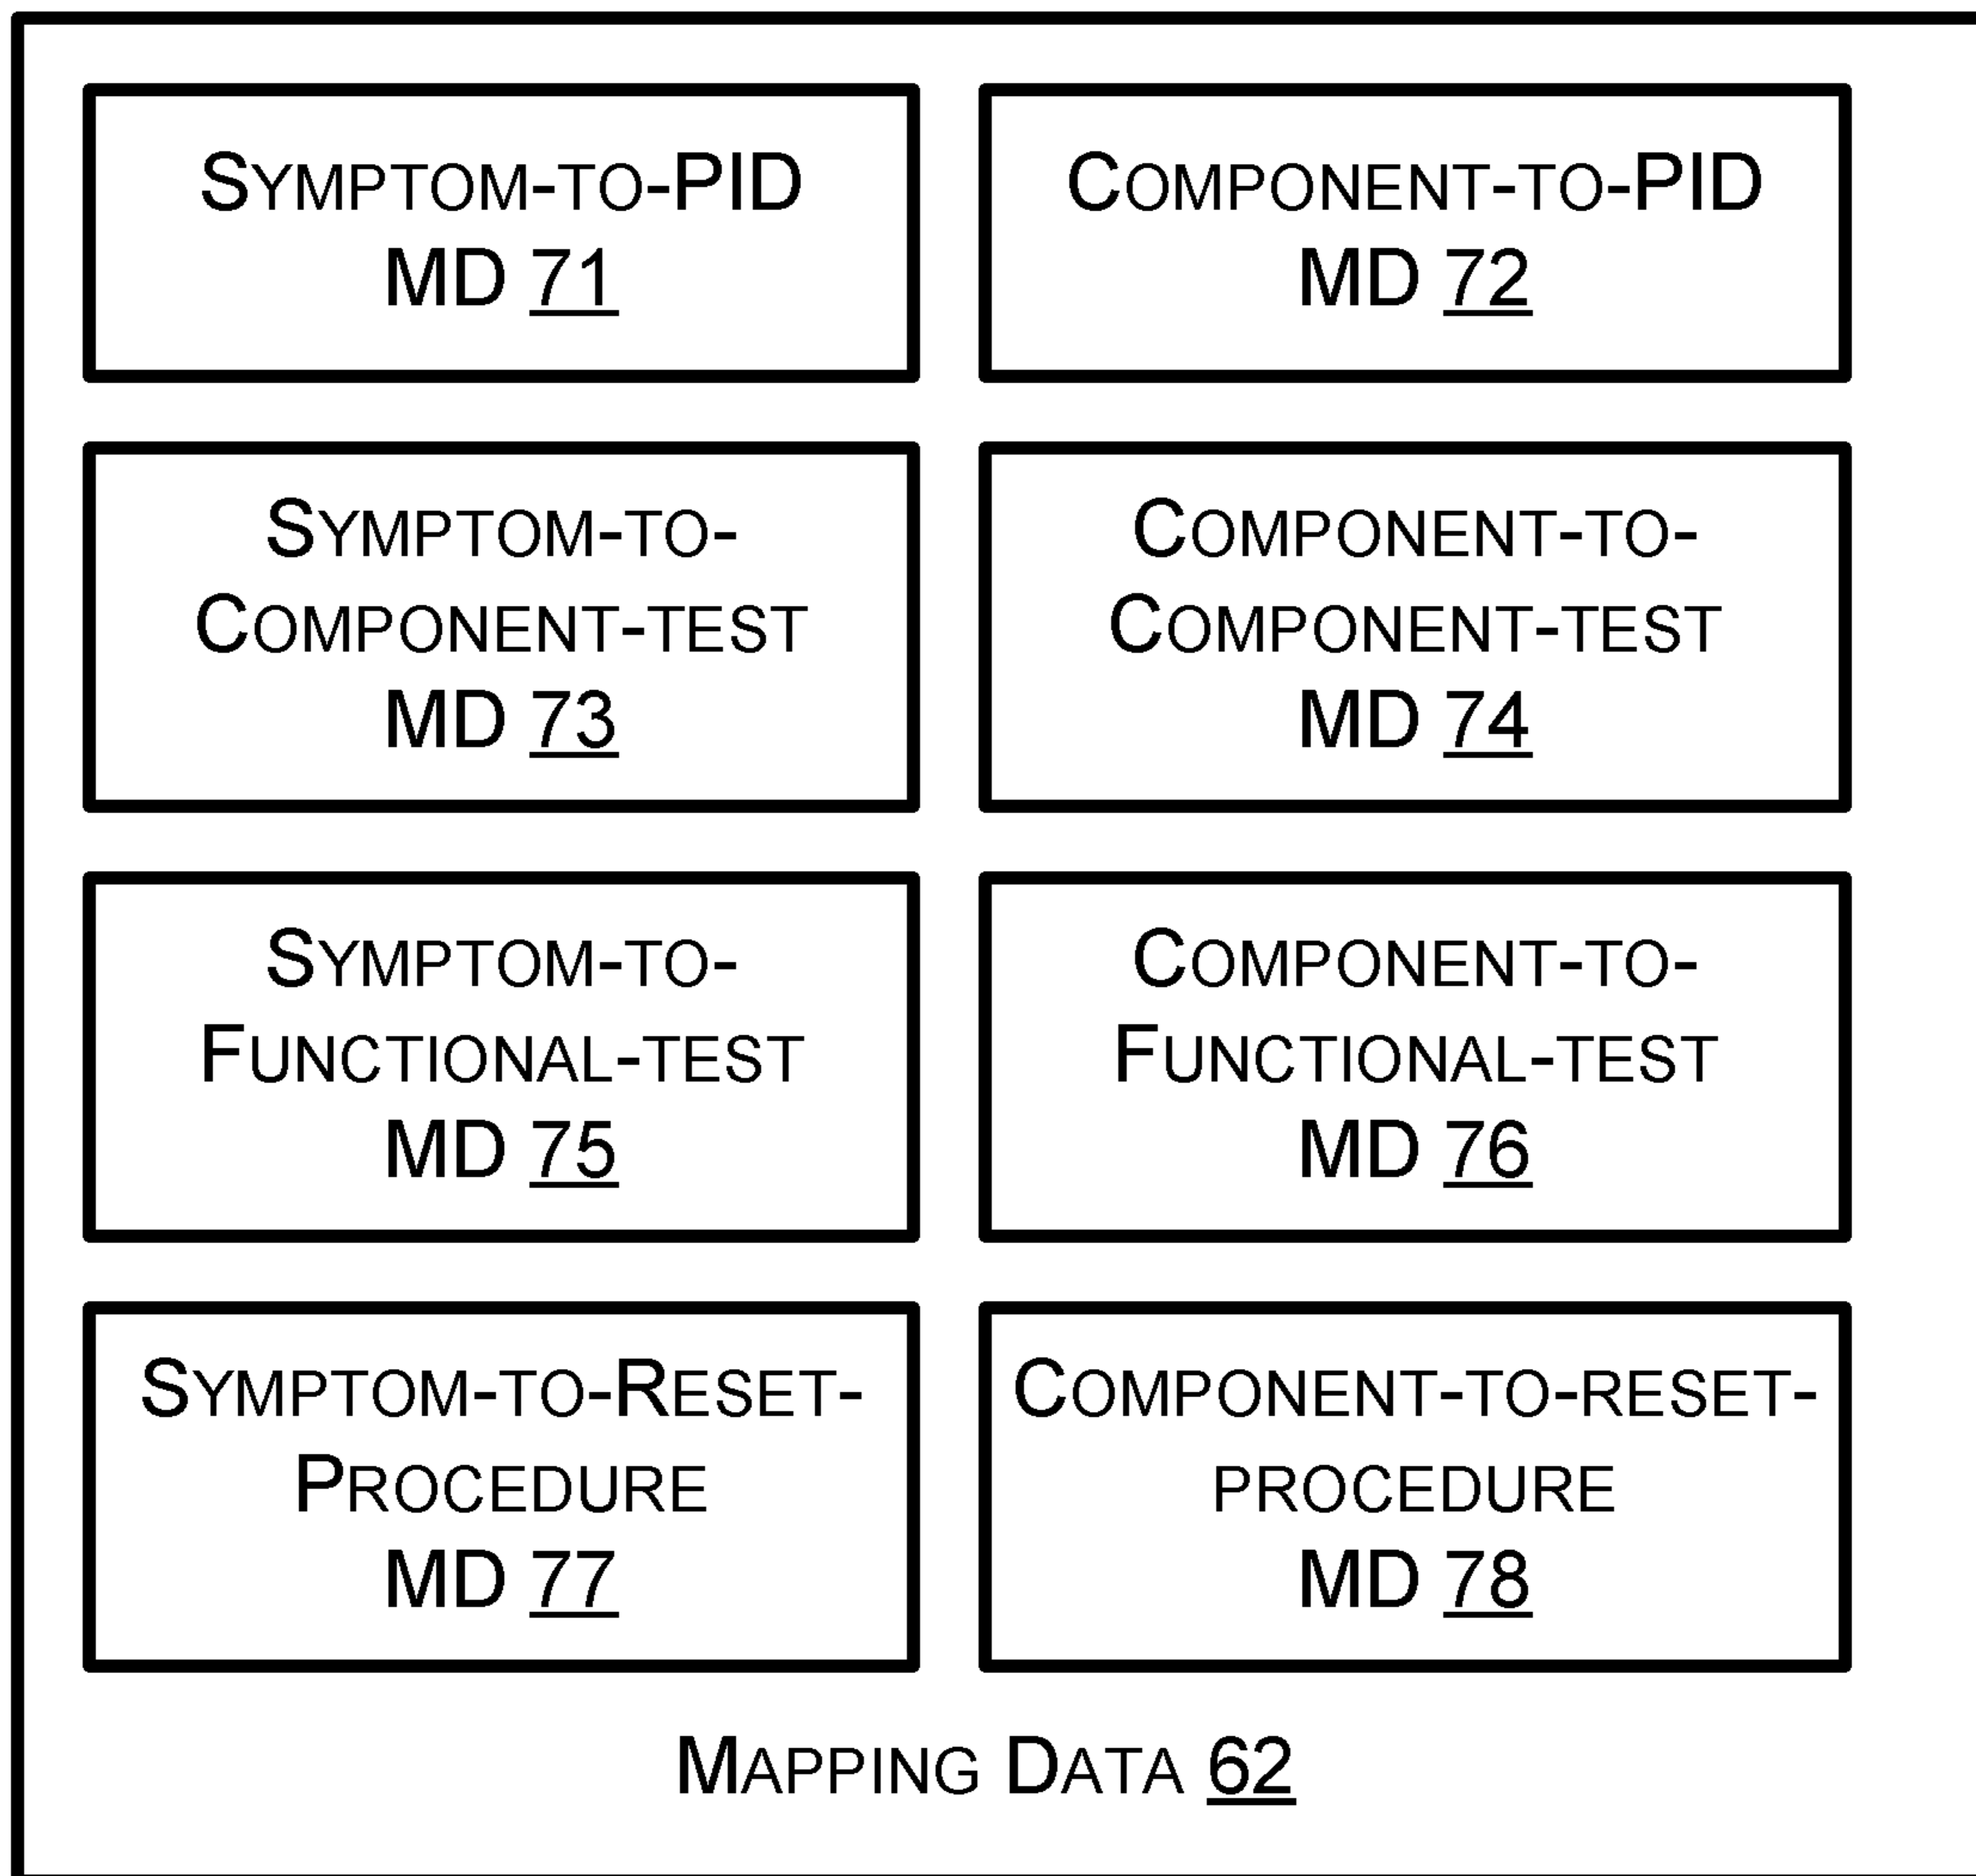 Symptom-to-PID
MD 71
Component-to-PID
MD 72
Symptom-to-
Component-test
MD 73
Component-to-
Component-test
MD 74
Symptom-to-
Functional-test
MD 75
Component-to-
Functional-test
MD 76
Symptom-to-Reset-
Procedure
MD 77
Component-to-reset-
procedure
MD 78
Mapping Data 62